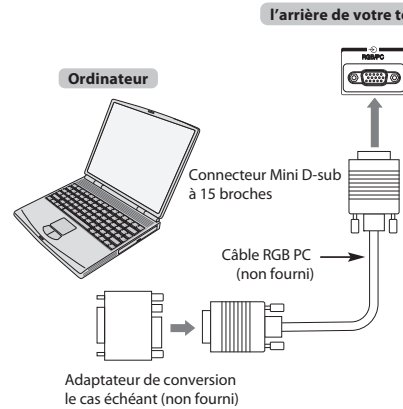 l'arrière de votre
RGB/PC
Ordinateur
Connecteur Mini D-sub
à 15 broches
Câble RGB PC
(non fourni)
Adaptateur de conversion
le cas échéant (non fourni)